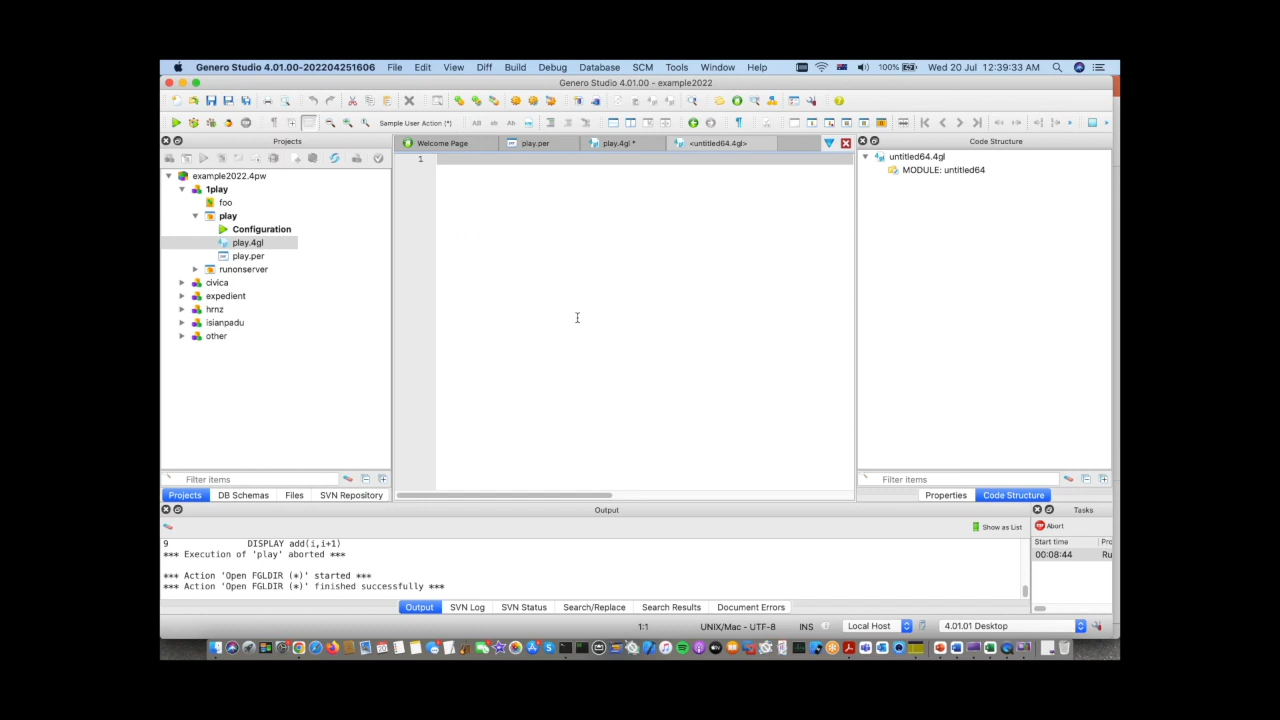 Genero Studio 4.01.00-202204251606 File Edit View Diff Build Debug Database SCM Tools Window Help 100% Wed 20 Jul 12:39:33 AM
Genero Studio 4.01.00 - example2022
Sample User Action (*)
Projects
Welcome Page
play.per
play.4gl *
<untitled64.4gl>
Code Structure
example2022.4pw
1play
foo
play
Configuration
play.4gl
play.per
runonserver
civica
expedient
hrnz
isianpadu
other
1
untitled64.4gl
MODULE: untitled64
Filter items
Filter items
Projects DB Schemas Files SVN Repository
Properties Code Structure
Output
Tasks
Show as List
Abort
9 DISPLAY add(i,i+1)
*** Execution of 'play' aborted ***
*** Action 'Open FGLDIR (*)' started ***
*** Action 'Open FGLDIR (*)' finished successfully ***
Start time Pro
00:08:44 Ru
Output SVN Log SVN Status Search/Replace Search Results Document Errors
1:1 UNIX/Mac - UTF-8 INS Local Host 4.01.01 Desktop